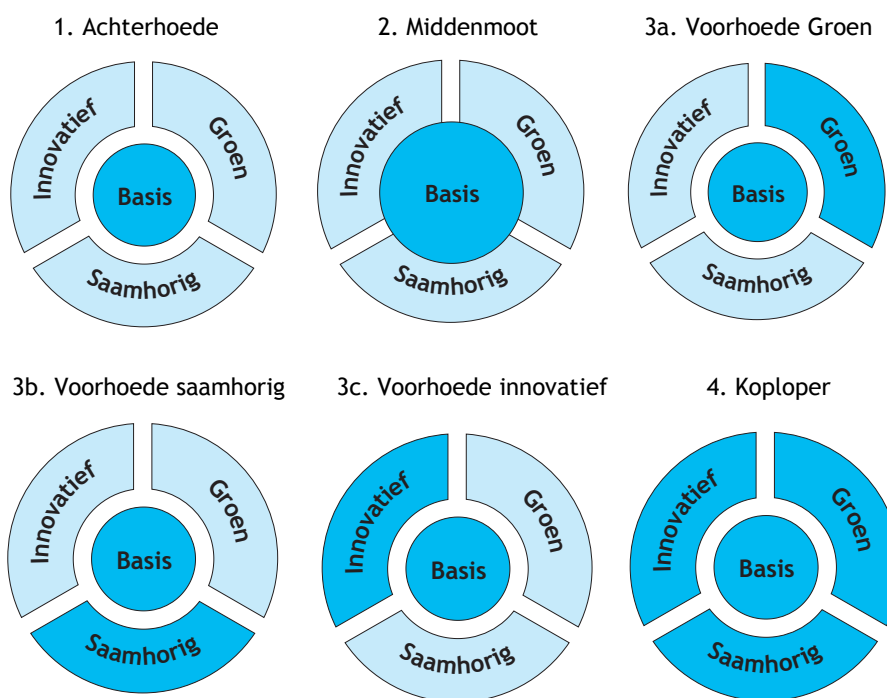 1. Achterhoede
Innovatief
Groen
Basis
Saamhorig
2. Middenmoot
Innovatief
Groen
Basis
Saamhorig
3a. Voorhoede Groen
Innovatief
Groen
Basis
Saamhorig
3b. Voorhoede saamhorig
Innovatief
Groen
Basis
Saamhorig
3c. Voorhoede innovatief
Innovatief
Groen
Basis
Saamhorig
4. Koploper
Innovatief
Groen
Basis
Saamhorig